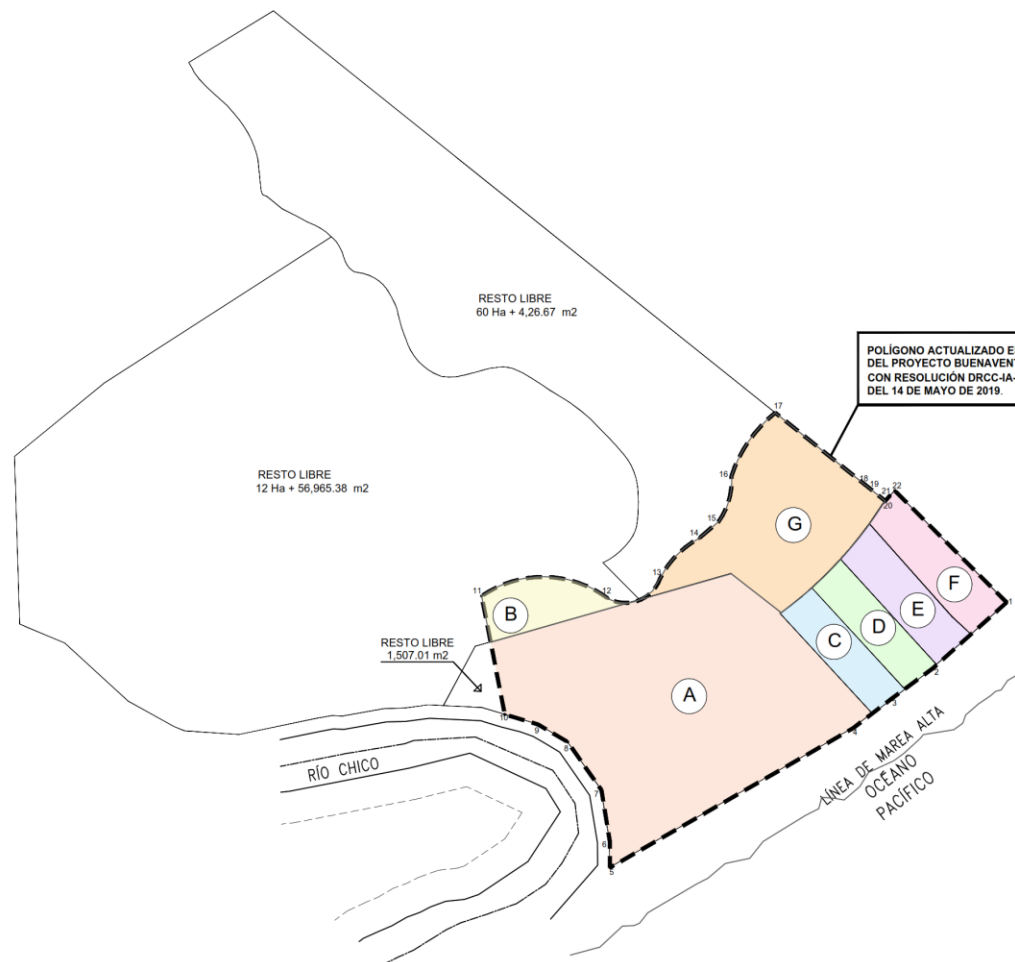 RESTO LIBRE
60 Ha + 4,26.67 m2
POLÍGONO ACTUALIZADO E
DEL PROYECTO BUENAVENT
CON RESOLUCIÓN DRCC-IA-
DEL 14 DE MAYO DE 2019.
17
RESTO LIBRE
12 Ha + 56,965.38 m2
16
18
19
21
22
20
15
14
G
13
11
12
B
F
1
E
D
C
RESTO LIBRE
1,507.01 m2
A
2
10
9
3
8
4
RÍO CHICO
LÍNEA DE MAREA ALTA
OCÉANO
PACÍFICO
7
6
5